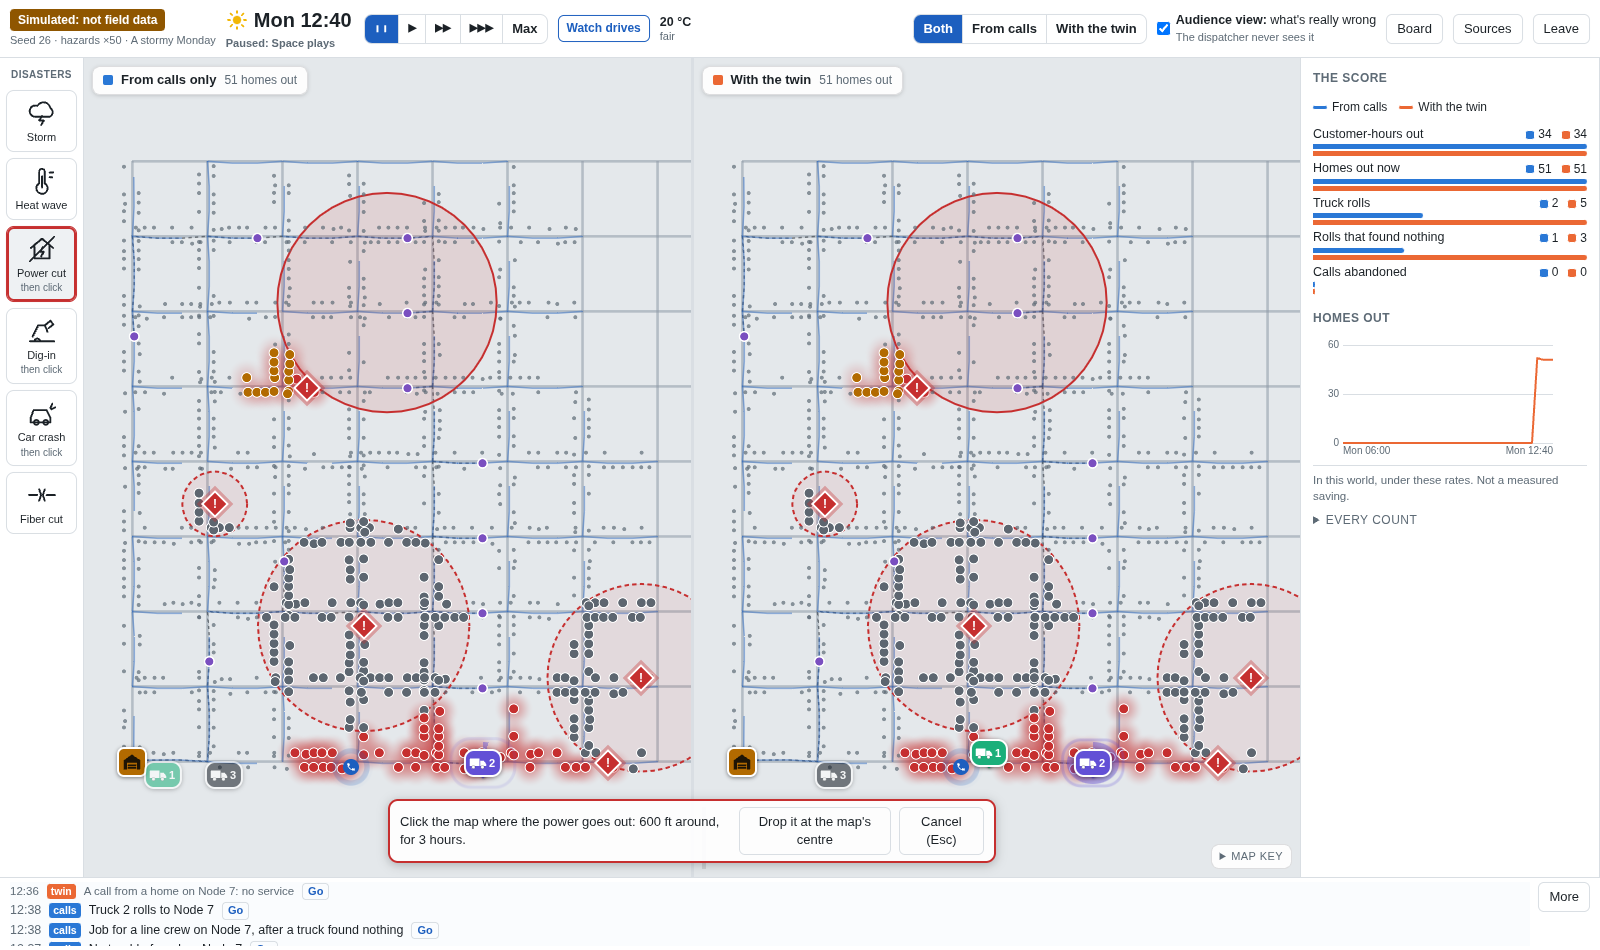 Simulated: not field data
Seed 26 · hazards ×50 · A stormy Monday
Mon 12:40
Paused: Space plays
Max
Watch drives
20 °C
fair
Both
From calls
With the twin
Audience view: what's really wrong
The dispatcher never sees it
Board
Sources
Leave
DISASTERS
Storm
Heat wave
Power cut
then click
Dig-in
then click
Car crash
then click
Fiber cut
From calls only 51 homes out
With the twin 51 homes out
1
3
2
1
3
2
Click the map where the power goes out: 600 ft around,
for 3 hours.
Drop it at the map's
centre
Cancel
(Esc)
MAP KEY
THE SCORE
From calls
With the twin
Customer-hours out 34 34
Homes out now 51 51
Truck rolls 2 5
Rolls that found nothing 1 3
Calls abandoned 0 0
HOMES OUT
60
30
0
Mon 06:00
Mon 12:40
In this world, under these rates. Not a measured
saving.
EVERY COUNT
12:36 twin A call from a home on Node 7: no service Go
12:38 calls Truck 2 rolls to Node 7 Go
12:38 calls Job for a line crew on Node 7, after a truck found nothing Go
More